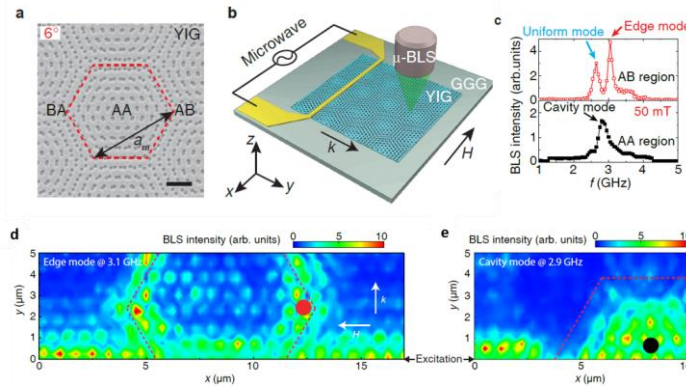 a
6°
YIG
BA
AA
AB
aₘ
b
Microwave
μ-BLS
GGG
YIG
k
H
z
x
y
c
Uniform mode
Edge mode
BLS intensity (arb.units)
4
2
0
AB region
Cavity mode
50 mT
2
1
0
AA region
1 2 3 4 5
f (GHz)
d
BLS intensity (arb. units)
0 5 10
Edge mode @ 3.1 GHz
y (μm)
5
4
3
2
1
0
k
H
0 5 10 15
x (μm)
Excitation
e
BLS intensity (arb. units)
0 5 10
Cavity mode @ 2.9 GHz
y (μm)
5
4
3
2
1
0
0 5 10
x (μm)